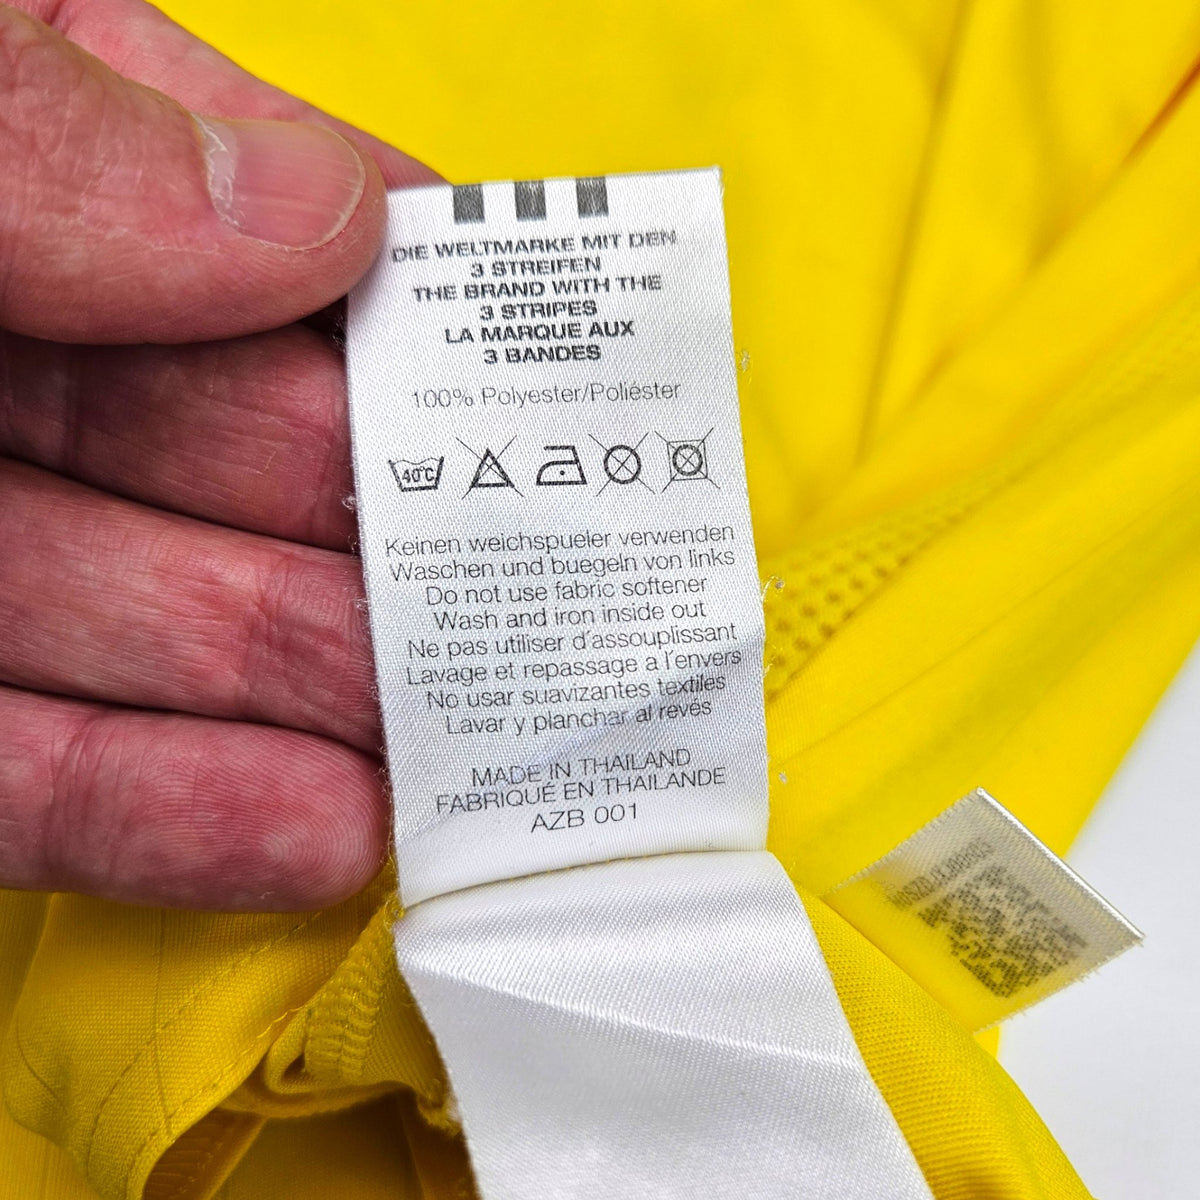 DIE WELTMARKE MIT DEN
3 STREIFEN
THE BRAND WITH THE
3 STRIPES
LA MARQUE AUX
3 BANDES
100% Polyester/Poliéster
40°C
Keinen weichspueler verwenden
Waschen und buegeln von links
Do not use fabric softener
Wash and iron inside out
Ne pas utiliser d'assouplissant
Lavage et repassage a l'envers
No usar suavizantes textiles
Lavar y planchar al revés
MADE IN THAILAND
FABRIQUÉ EN THAILANDE
AZB 001